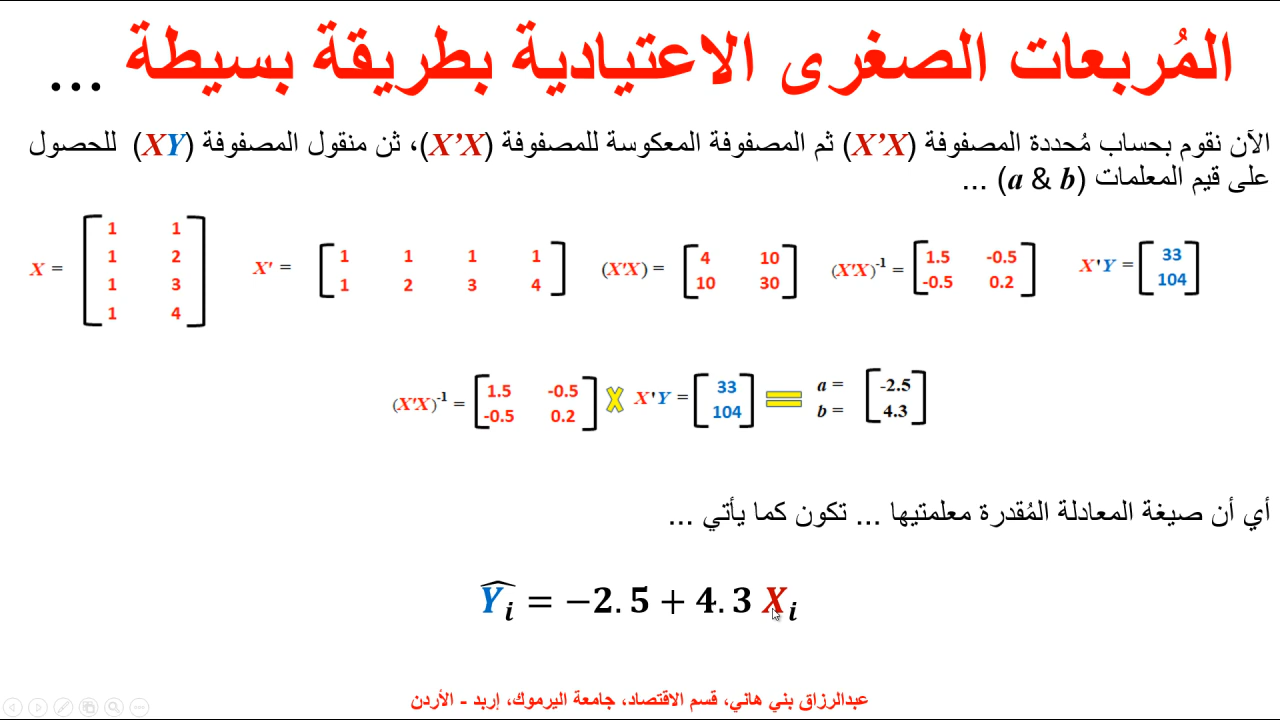 المُربعات الصغرى الاعتيادية بطريقة بسيطة ...
الآن نقوم بحساب مُحددة المصفوفة (X’X) ثم المصفوفة المعكوسة للمصفوفة (X’X)، ثن منقول المصفوفة (XY) للحصول
على قيم المعلمات (a & b) ...
X = [1 1
1 2
1 3
1 4]
X' = [1 1 1 1
1 2 3 4]
(X'X) = [4 10
10 30]
(X'X)⁻¹ = [1.5 -0.5
-0.5 0.2]
X'Y = [33
104]
(X'X)⁻¹ = [1.5 -0.5
-0.5 0.2]
X
X'Y = [33
104]
=
a = [-2.5
b = 4.3]
أي أن صيغة المعادلة المُقدرة معلمتيها ... تكون كما يأتي ...
Ŷᵢ = −2.5 + 4.3 Xᵢ
عبدالرزاق بني هاني، قسم الاقتصاد، جامعة اليرموك، إربد - الأردن